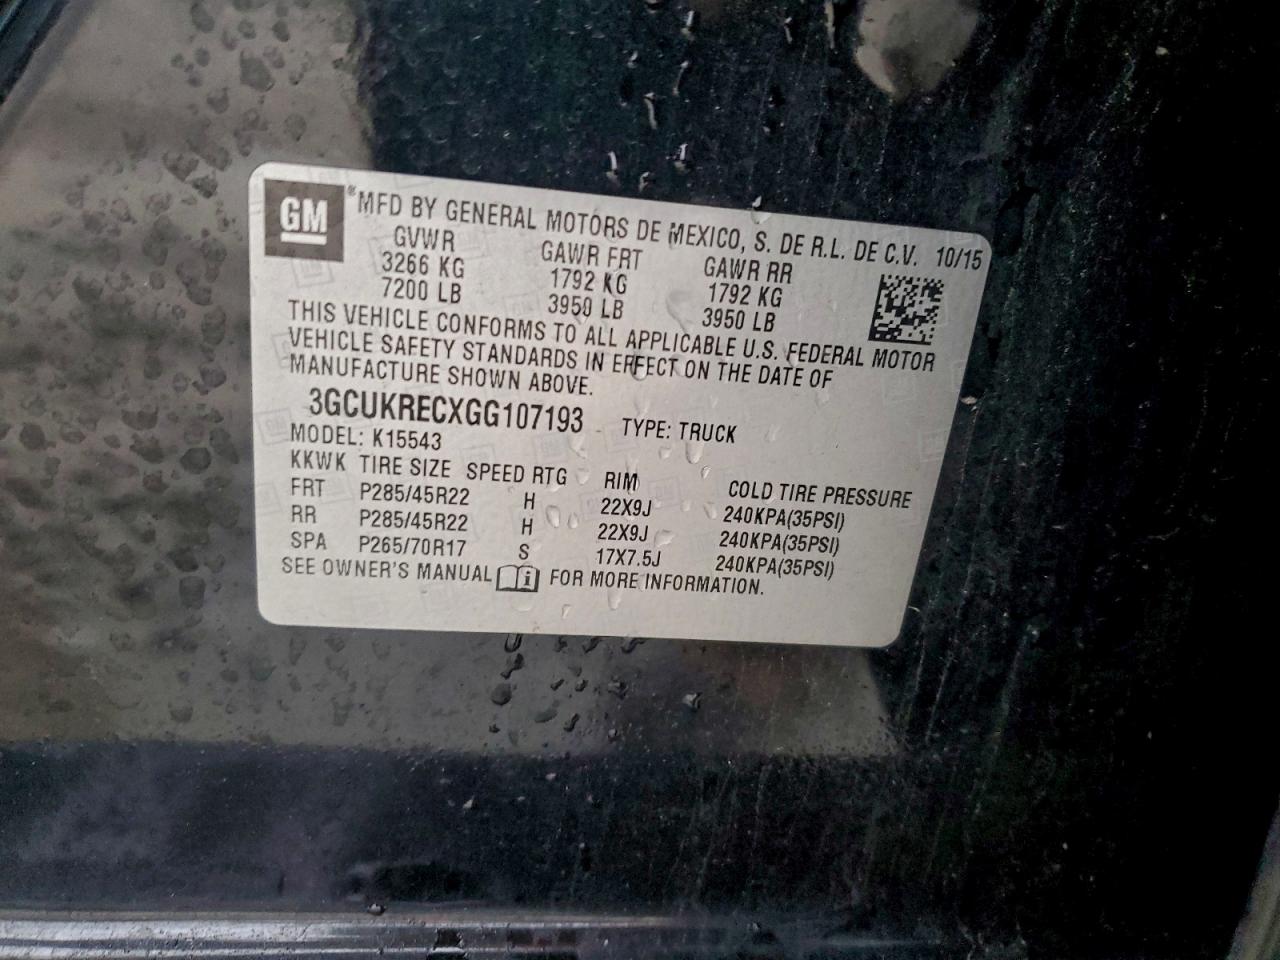 GM ® MFD BY GENERAL MOTORS DE MEXICO, S. DE R.L. DE C.V. 10/15
GVWR GAWR FRT GAWR RR
3266 KG 1792 KG 1792 KG
7200 LB 3950 LB 3950 LB
THIS VEHICLE CONFORMS TO ALL APPLICABLE U.S. FEDERAL MOTOR
VEHICLE SAFETY STANDARDS IN EFFECT ON THE DATE OF
MANUFACTURE SHOWN ABOVE.
3GCUKRECXGG107193 TYPE: TRUCK
MODEL: K15543
KKWK TIRE SIZE SPEED RTG RIM COLD TIRE PRESSURE
FRT P285/45R22 H 22X9J 240KPA(35PSI)
RR P285/45R22 H 22X9J 240KPA(35PSI)
SPA P265/70R17 S 17X7.5J 240KPA(35PSI)
SEE OWNER'S MANUAL i FOR MORE INFORMATION.